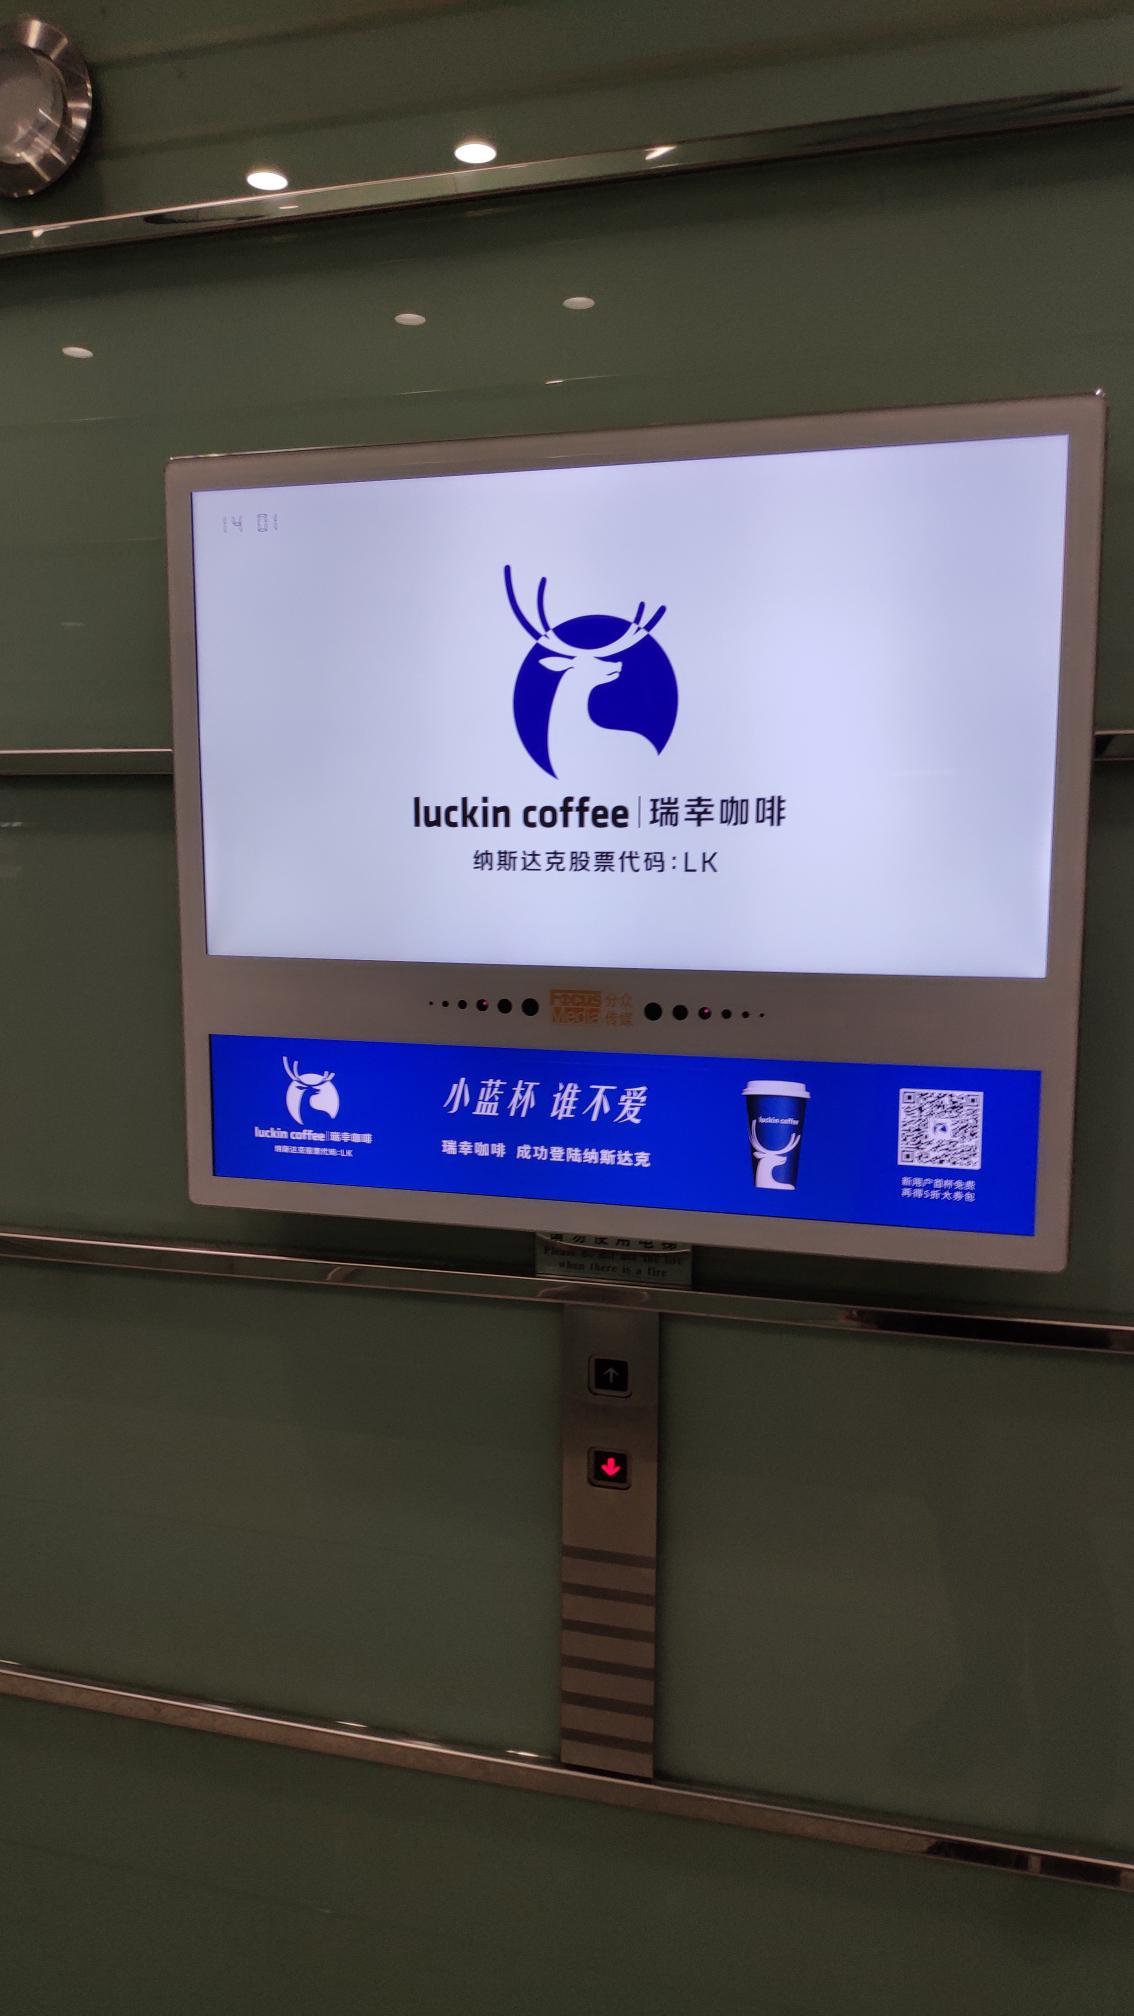 14 01
luckin coffee | 瑞幸咖啡
纳斯达克股票代码:LK
Focus 分众
Media 传媒
luckin coffee | 瑞幸咖啡
纳斯达克股票代码:LK
小蓝杯 谁不爱
瑞幸咖啡 成功登陆纳斯达克
luckin coffee
新用户首杯免费
再得5折大券包
Please do not use the lift
when there is a fire